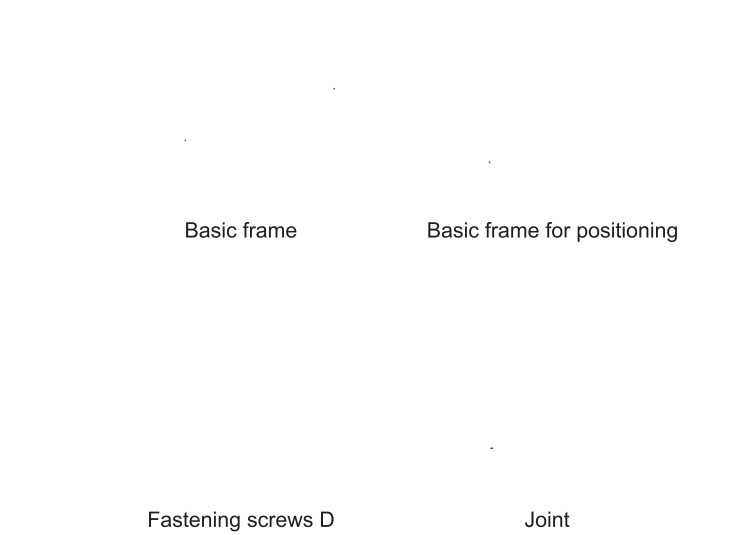 Basic frame
Basic frame for positioning
Fastening screws D
Joint